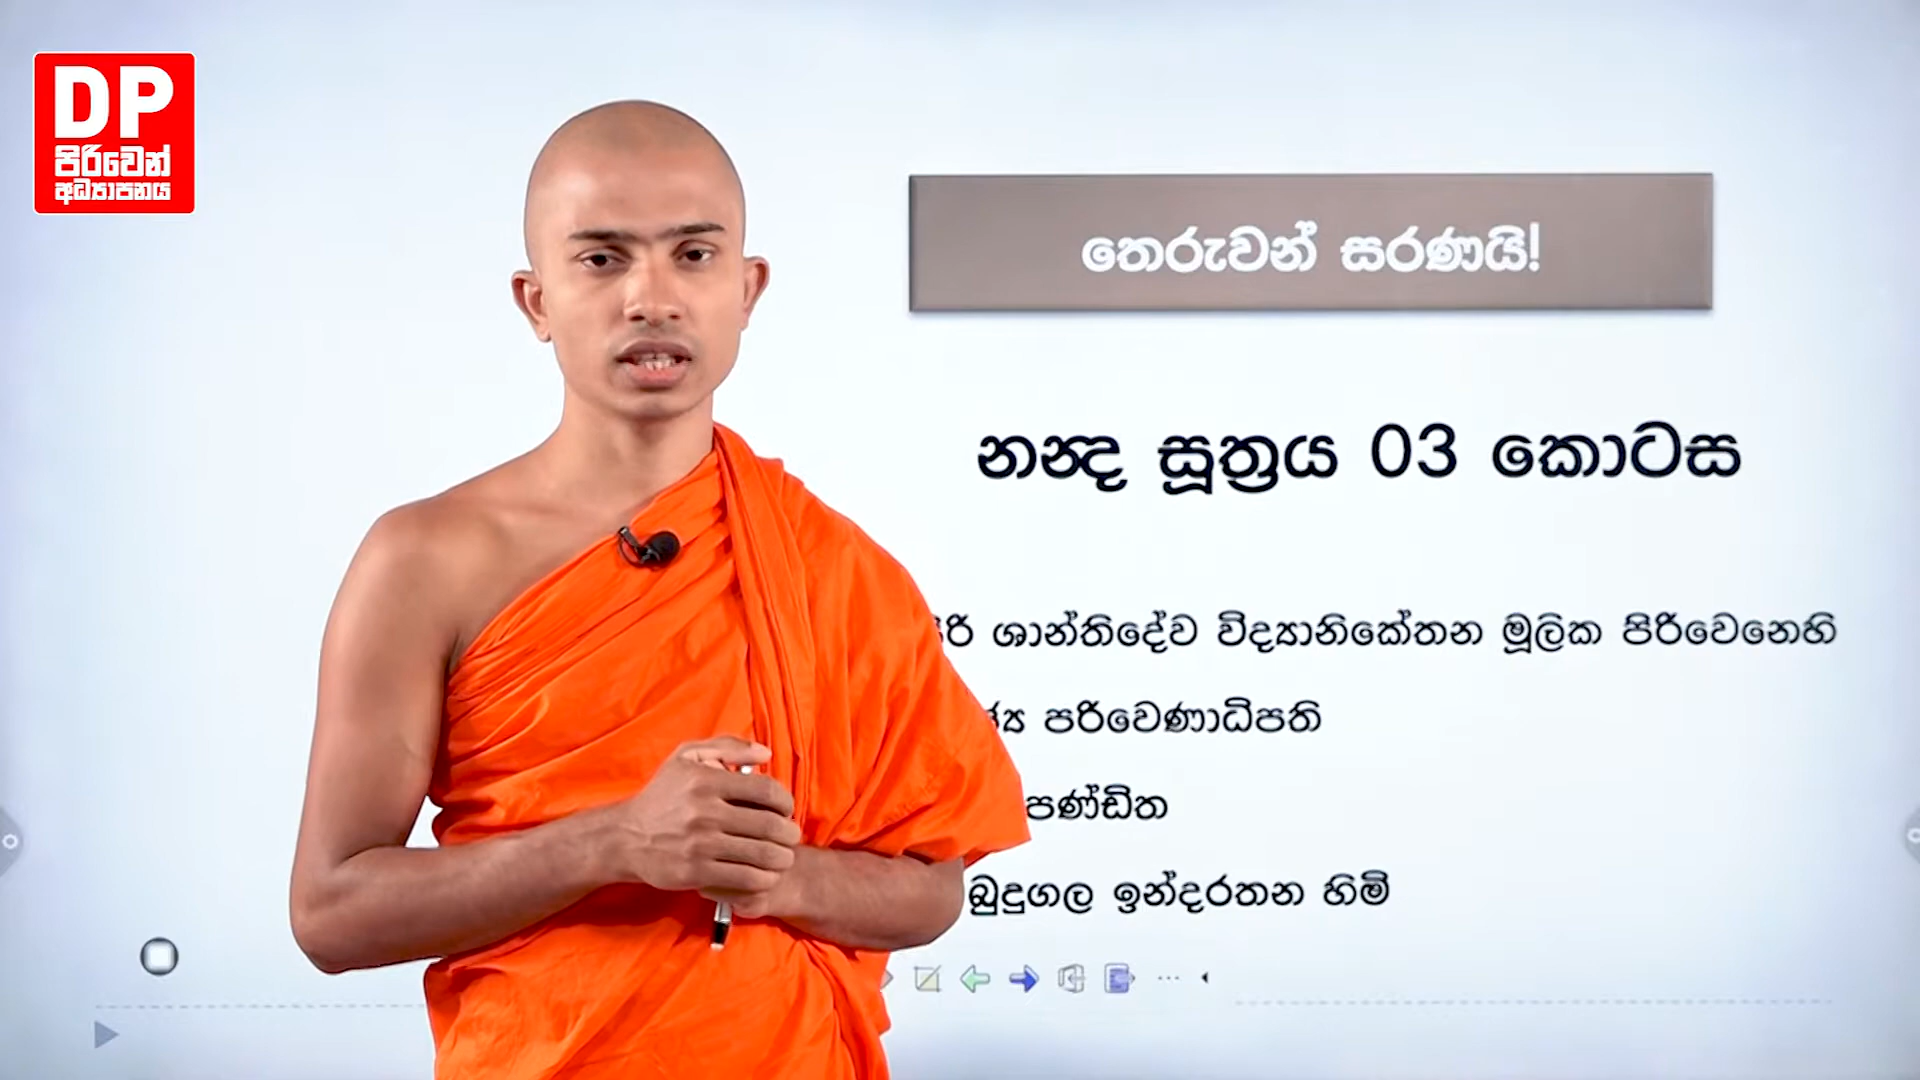 DP
පිරිවෙන්
අධ්‍යාපනය
තෙරුවන් සරණයි!
නන්‍ද සූත්‍රය 03 කොටස
ශාන්තිදේව විද්‍යානිකේතන මූලික පිරිවෙනෙහි
පරිවෙණාධිපති
පණ්ඩිත
බුදුගල ඉන්දරතන හිමි